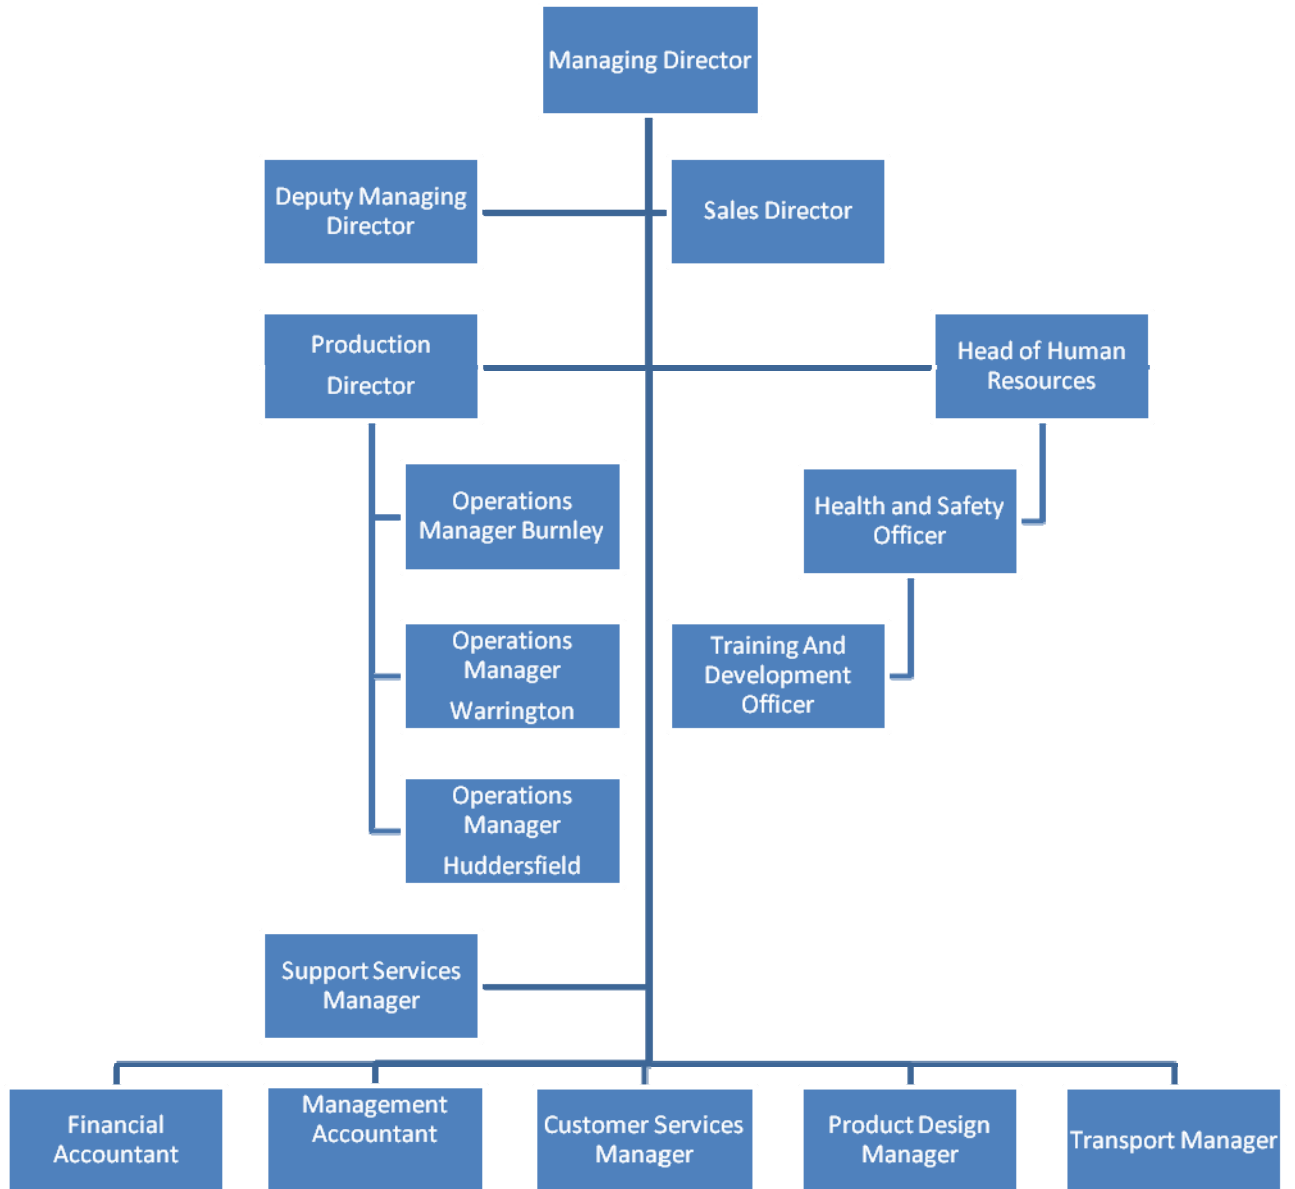 Managing Director
Deputy Managing
Director
Sales Director
Production
Director
Head of Human
Resources
Operations
Manager Burnley
Health and Safety
Officer
Operations
Manager
Warrington
Training And
Development
Officer
Operations
Manager
Huddersfield
Support Services
Manager
Financial
Accountant
Management
Accountant
Customer Services
Manager
Product Design
Manager
Transport Manager